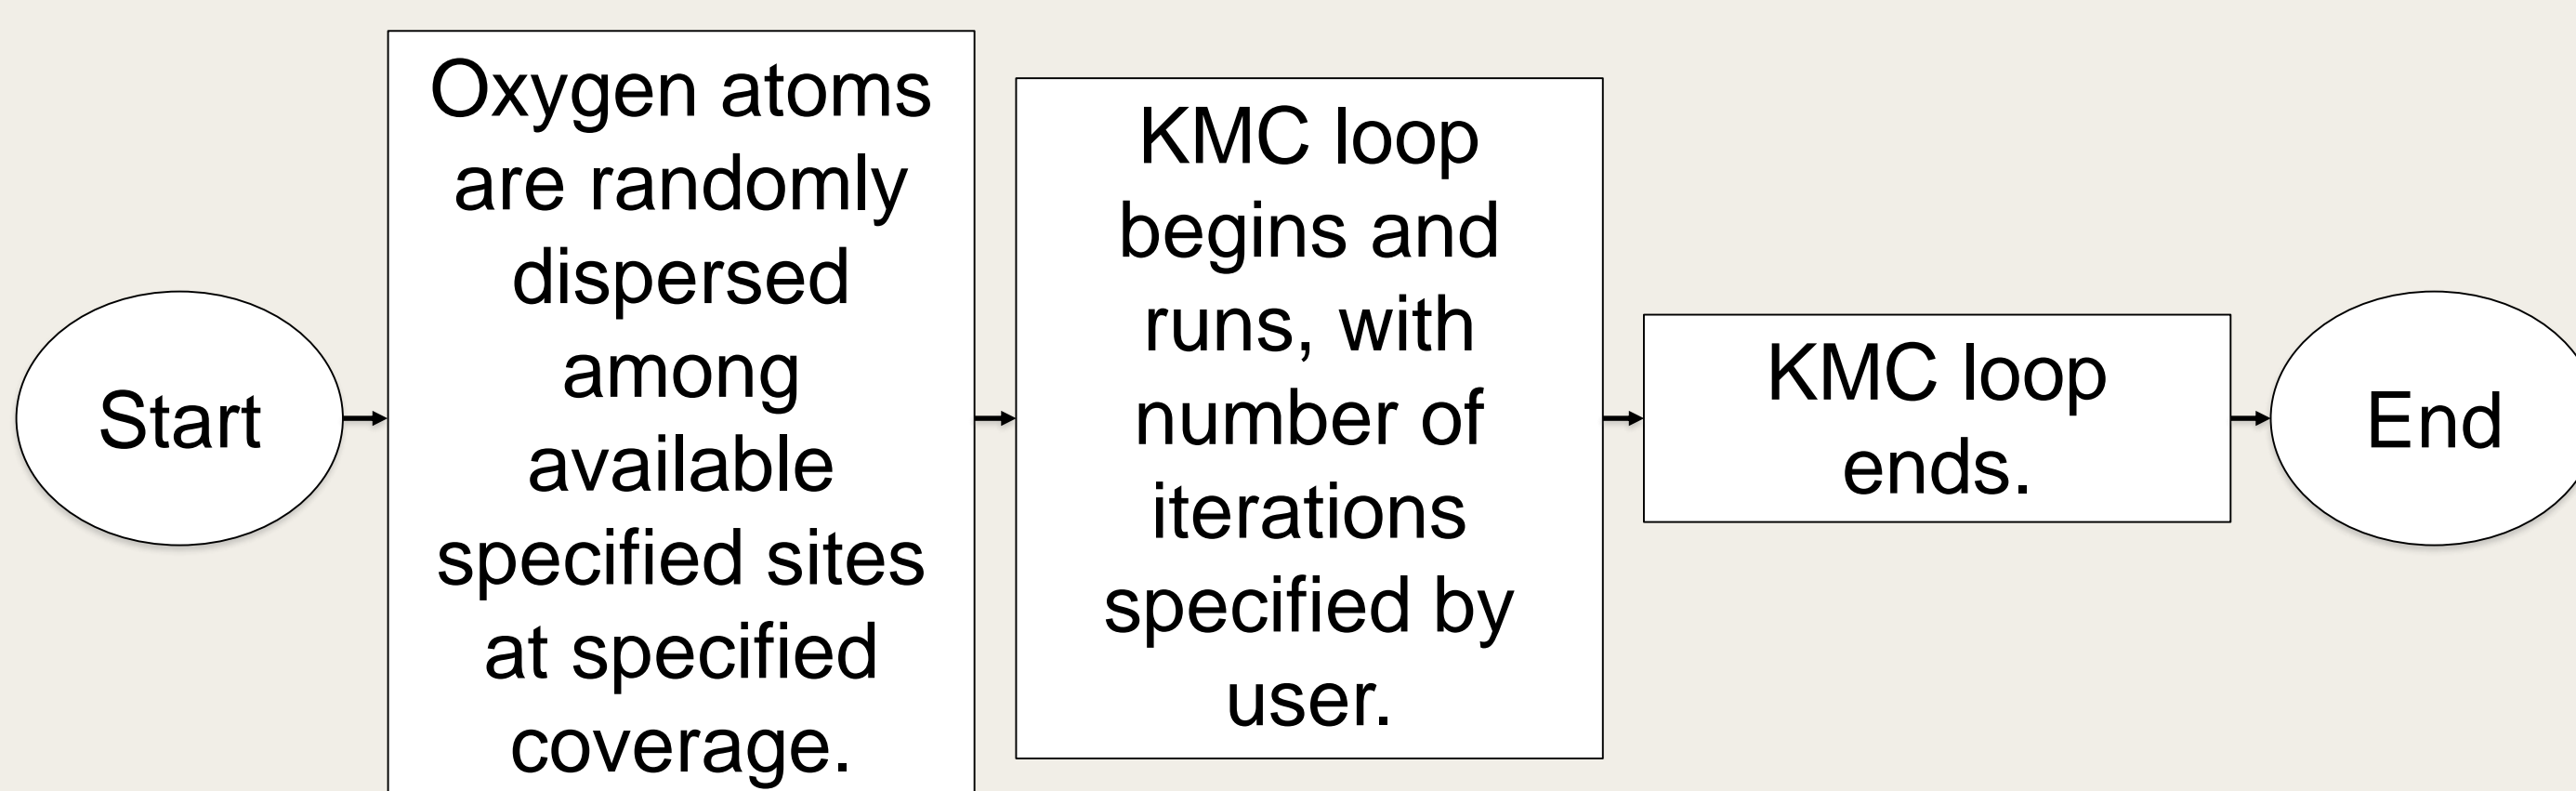 Start
Oxygen atoms
are randomly
dispersed
among
available
specified sites
at specified
coverage.
KMC loop
begins and
runs, with
number of
iterations
specified by
user.
KMC loop
ends.
End